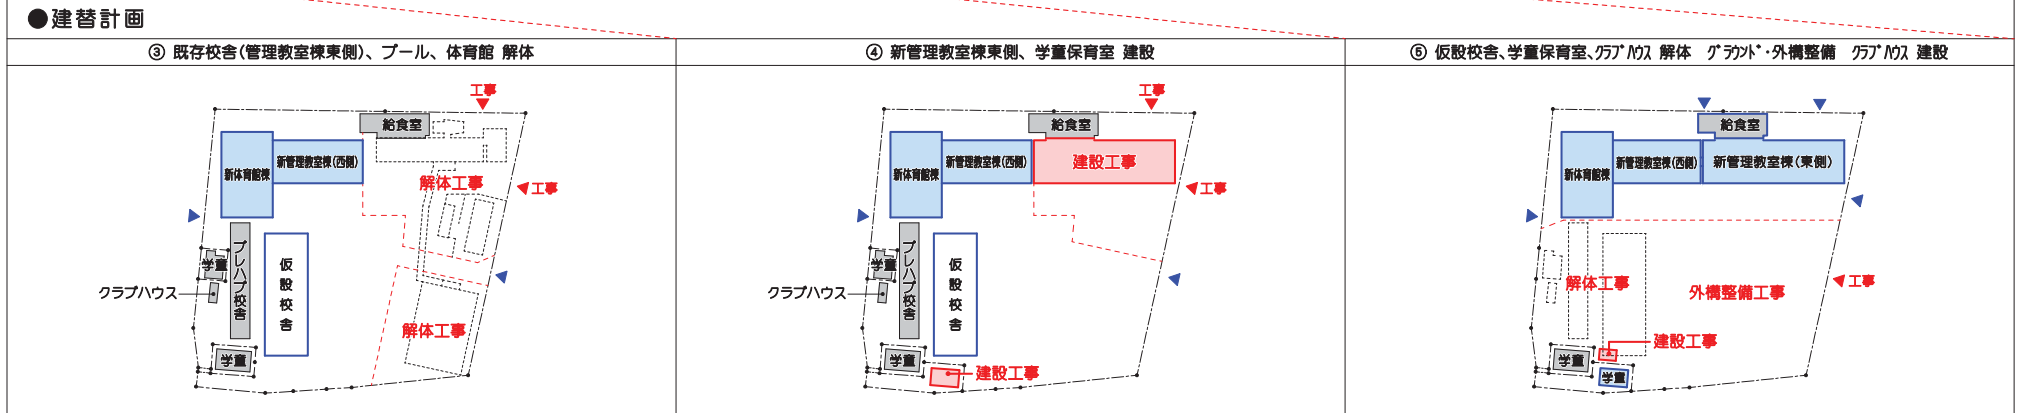 ●建替計画
③ 既存校舎(管理教室棟東側)、プール、体育館 解体
工事
給食室
新管理教室棟(西側)
新体育館棟
解体工事
工事
プレハブ校舎
学童
仮設校舎
クラブハウス
解体工事
学童
④ 新管理教室棟東側、学童保育室 建設
工事
給食室
新管理教室棟(西側)
建設工事
新体育館棟
工事
プレハブ校舎
学童
仮設校舎
クラブハウス
学童
建設工事
⑤ 仮設校舎、学童保育室、クラブハウス 解体 グラウンド・外構整備 クラブハウス 建設
給食室
新管理教室棟(西側)
新管理教室棟(東側)
新体育館棟
解体工事
外構整備工事
工事
建設工事
学童
学童